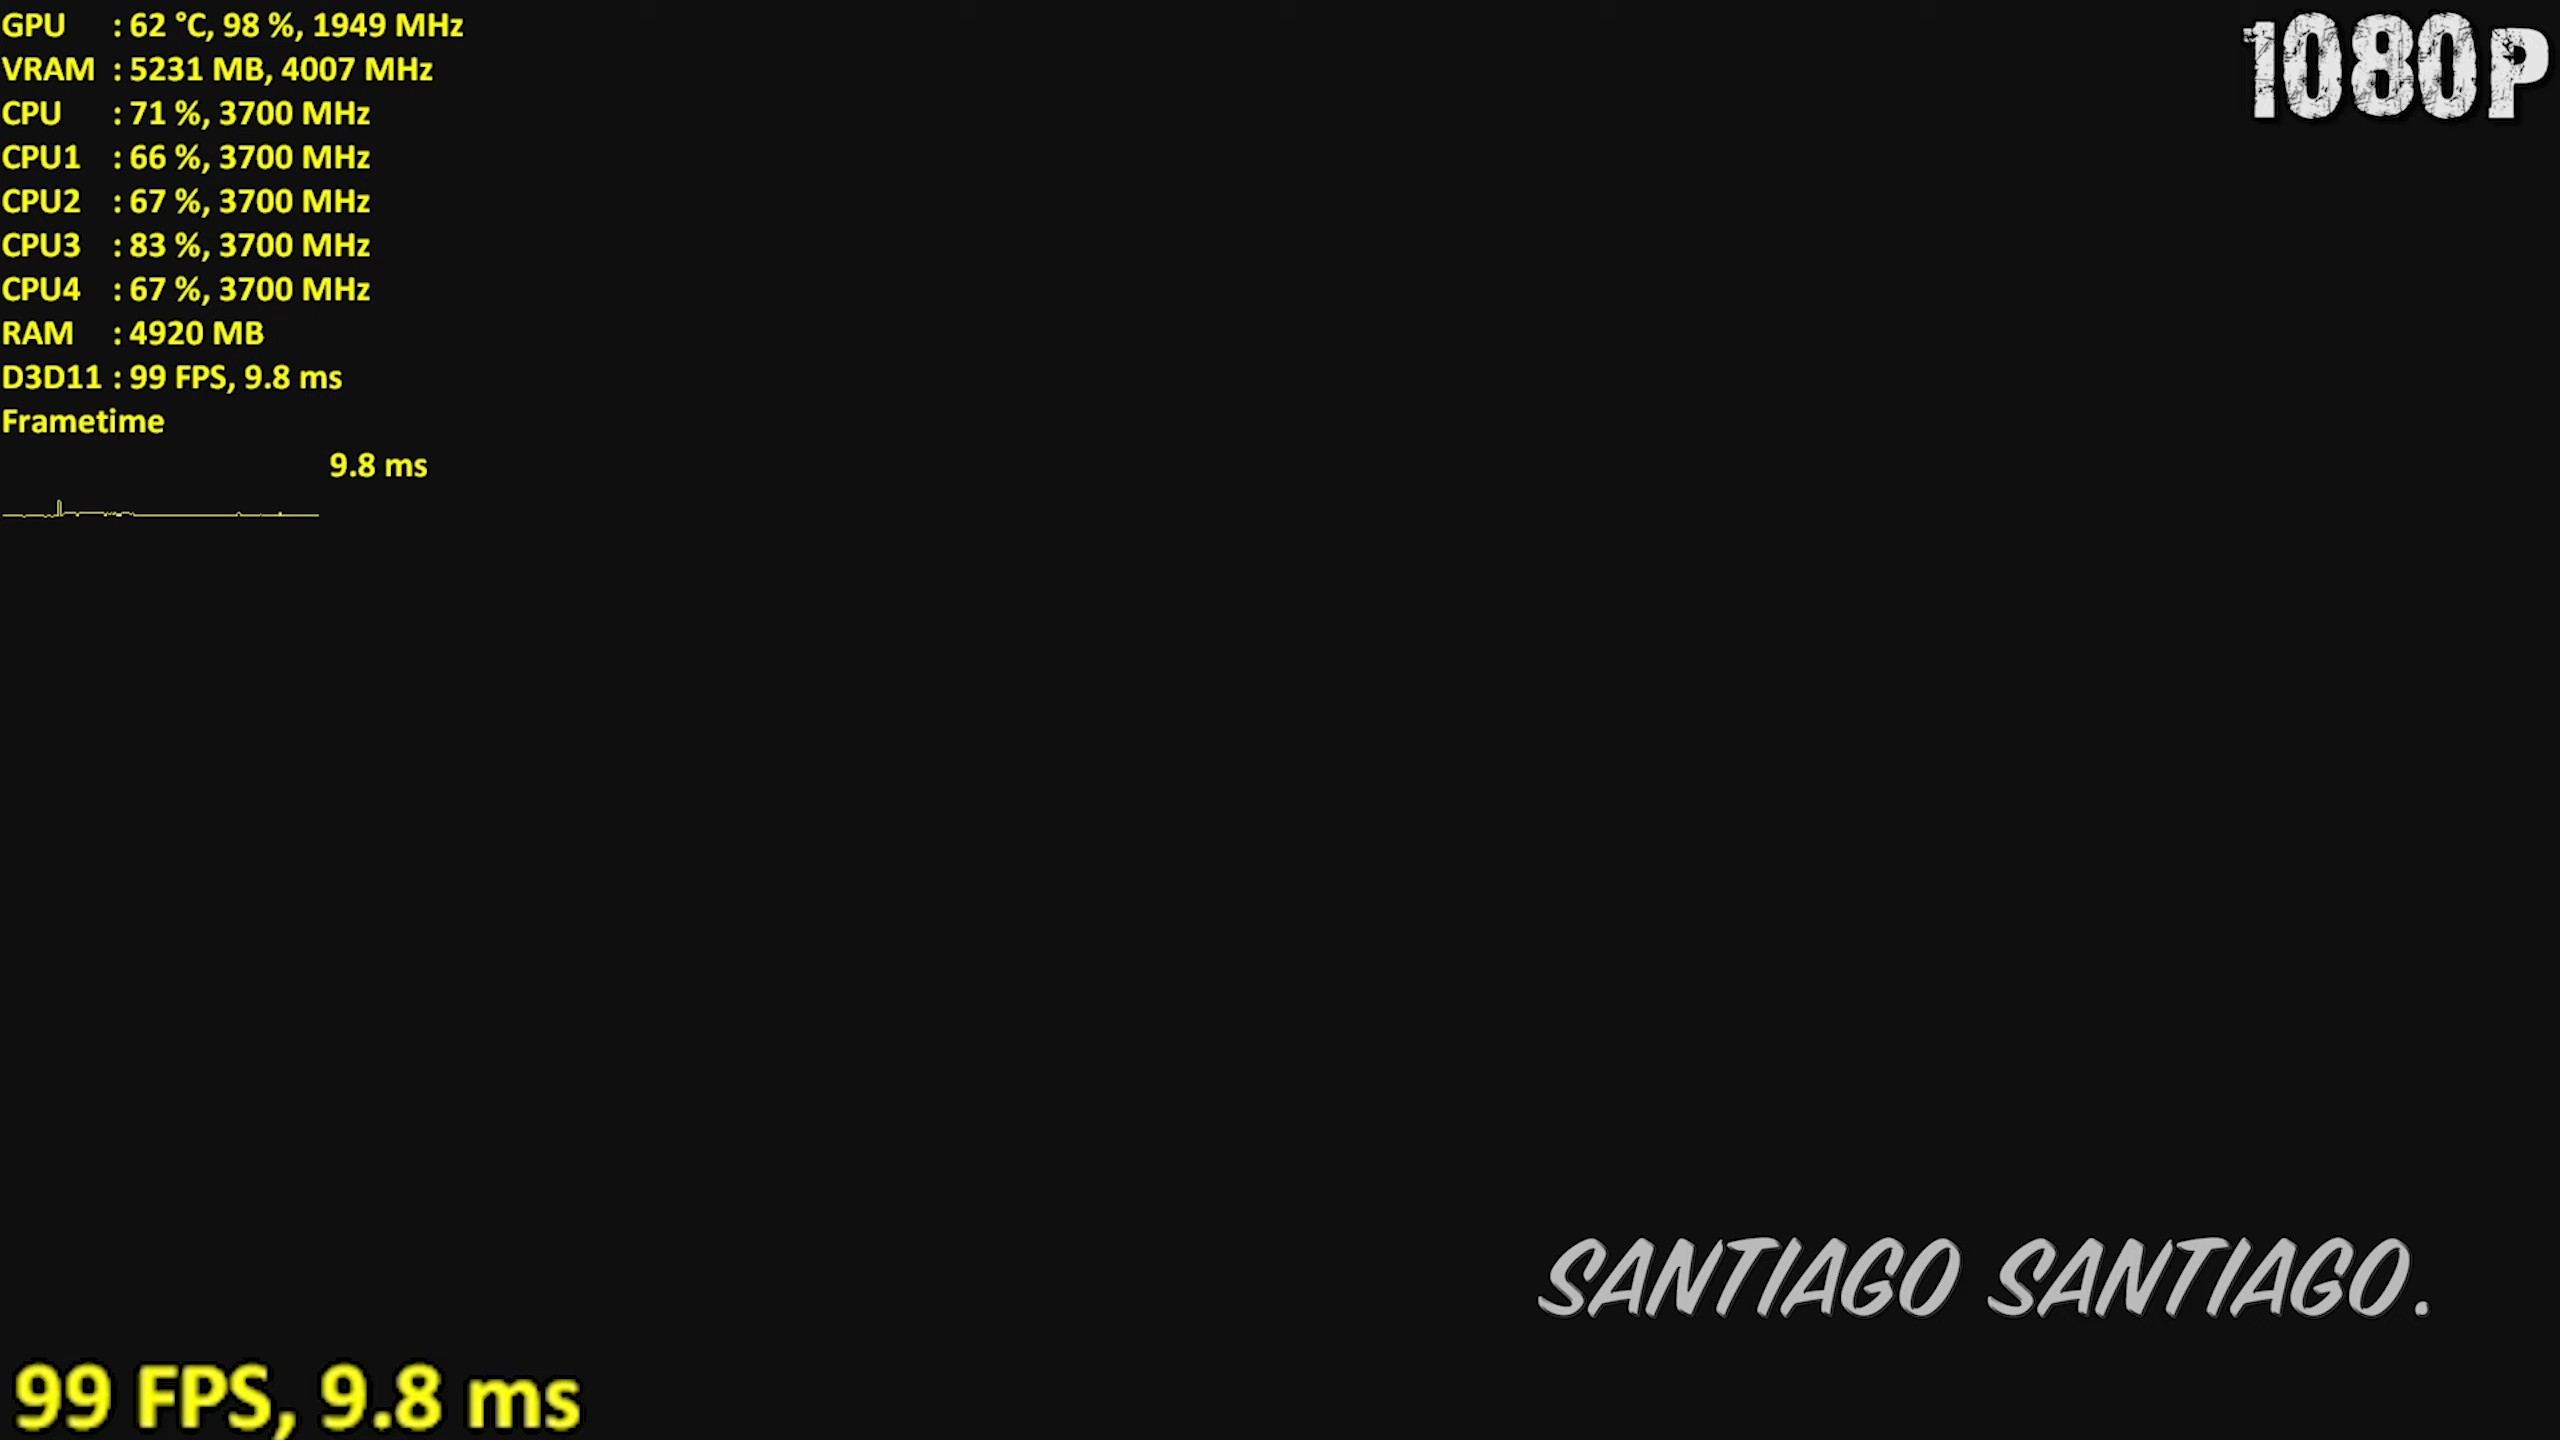 GPU : 62 °C, 98 %, 1949 MHz
VRAM : 5231 MB, 4007 MHz
CPU : 71 %, 3700 MHz
CPU1 : 66 %, 3700 MHz
CPU2 : 67 %, 3700 MHz
CPU3 : 83 %, 3700 MHz
CPU4 : 67 %, 3700 MHz
RAM : 4920 MB
D3D11 : 99 FPS, 9.8 ms
Frametime
9.8 ms
1080P
SANTIAGO SANTIAGO.
99 FPS, 9.8 ms